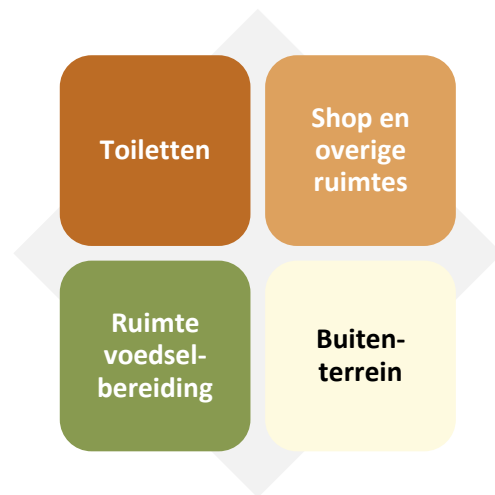 Toiletten
Shop en
overige
ruimtes
Ruimte
voedsel-
bereiding
Buiten-
terrein